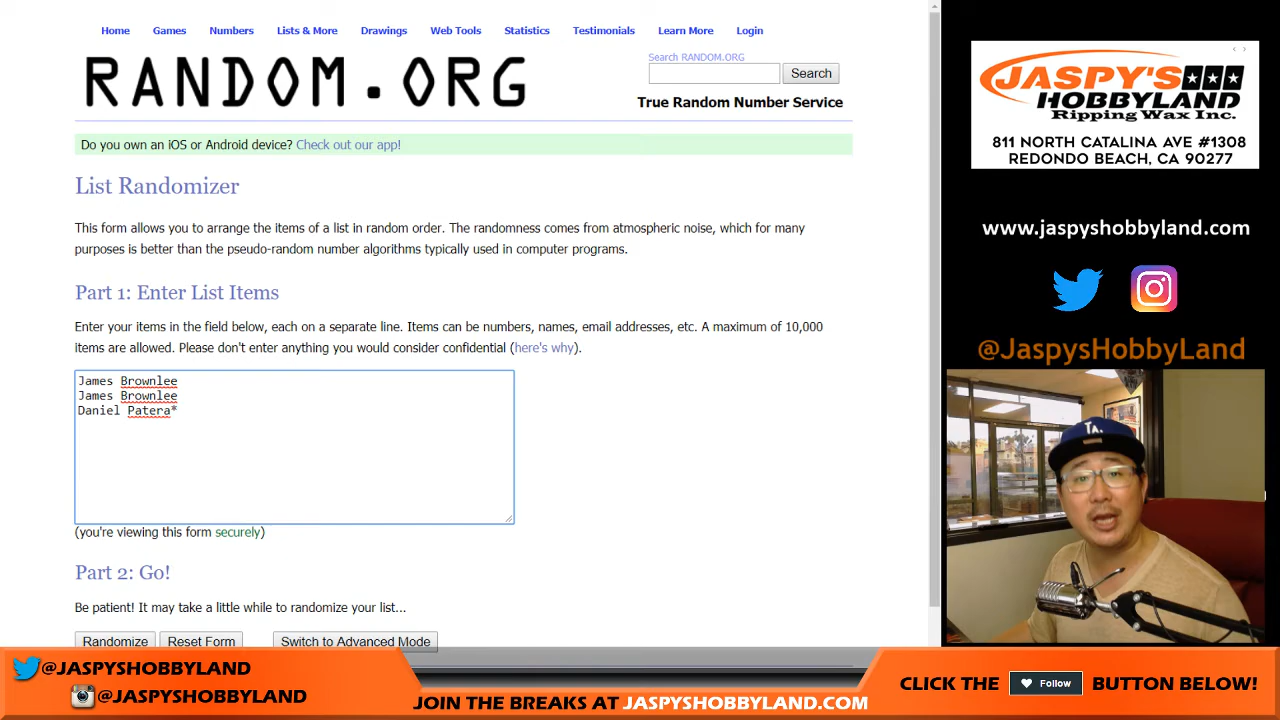 Home Games Numbers Lists & More Drawings Web Tools Statistics Testimonials Learn More Login
RANDOM.ORG
Search RANDOM.ORG
Search
True Random Number Service
Do you own an iOS or Android device? Check out our app!
List Randomizer
This form allows you to arrange the items of a list in random order. The randomness comes from atmospheric noise, which for many
purposes is better than the pseudo-random number algorithms typically used in computer programs.
Part 1: Enter List Items
Enter your items in the field below, each on a separate line. Items can be numbers, names, email addresses, etc. A maximum of 10,000
items are allowed. Please don't enter anything you would consider confidential (here's why).
James Brownlee
James Brownlee
Daniel Patera*
(you're viewing this form securely)
Part 2: Go!
Be patient! It may take a little while to randomize your list...
Randomize Reset Form Switch to Advanced Mode
JASPY'S
HOBBYLAND
Ripping Wax Inc.
811 NORTH CATALINA AVE #1308
REDONDO BEACH, CA 90277
www.jaspyshobbyland.com
@JaspysHobbyLand
LA
@JASPYSHOBBYLAND
@JASPYSHOBBYLAND
JOIN THE BREAKS AT JASPYSHOBBYLAND.COM
CLICK THE Follow BUTTON BELOW!